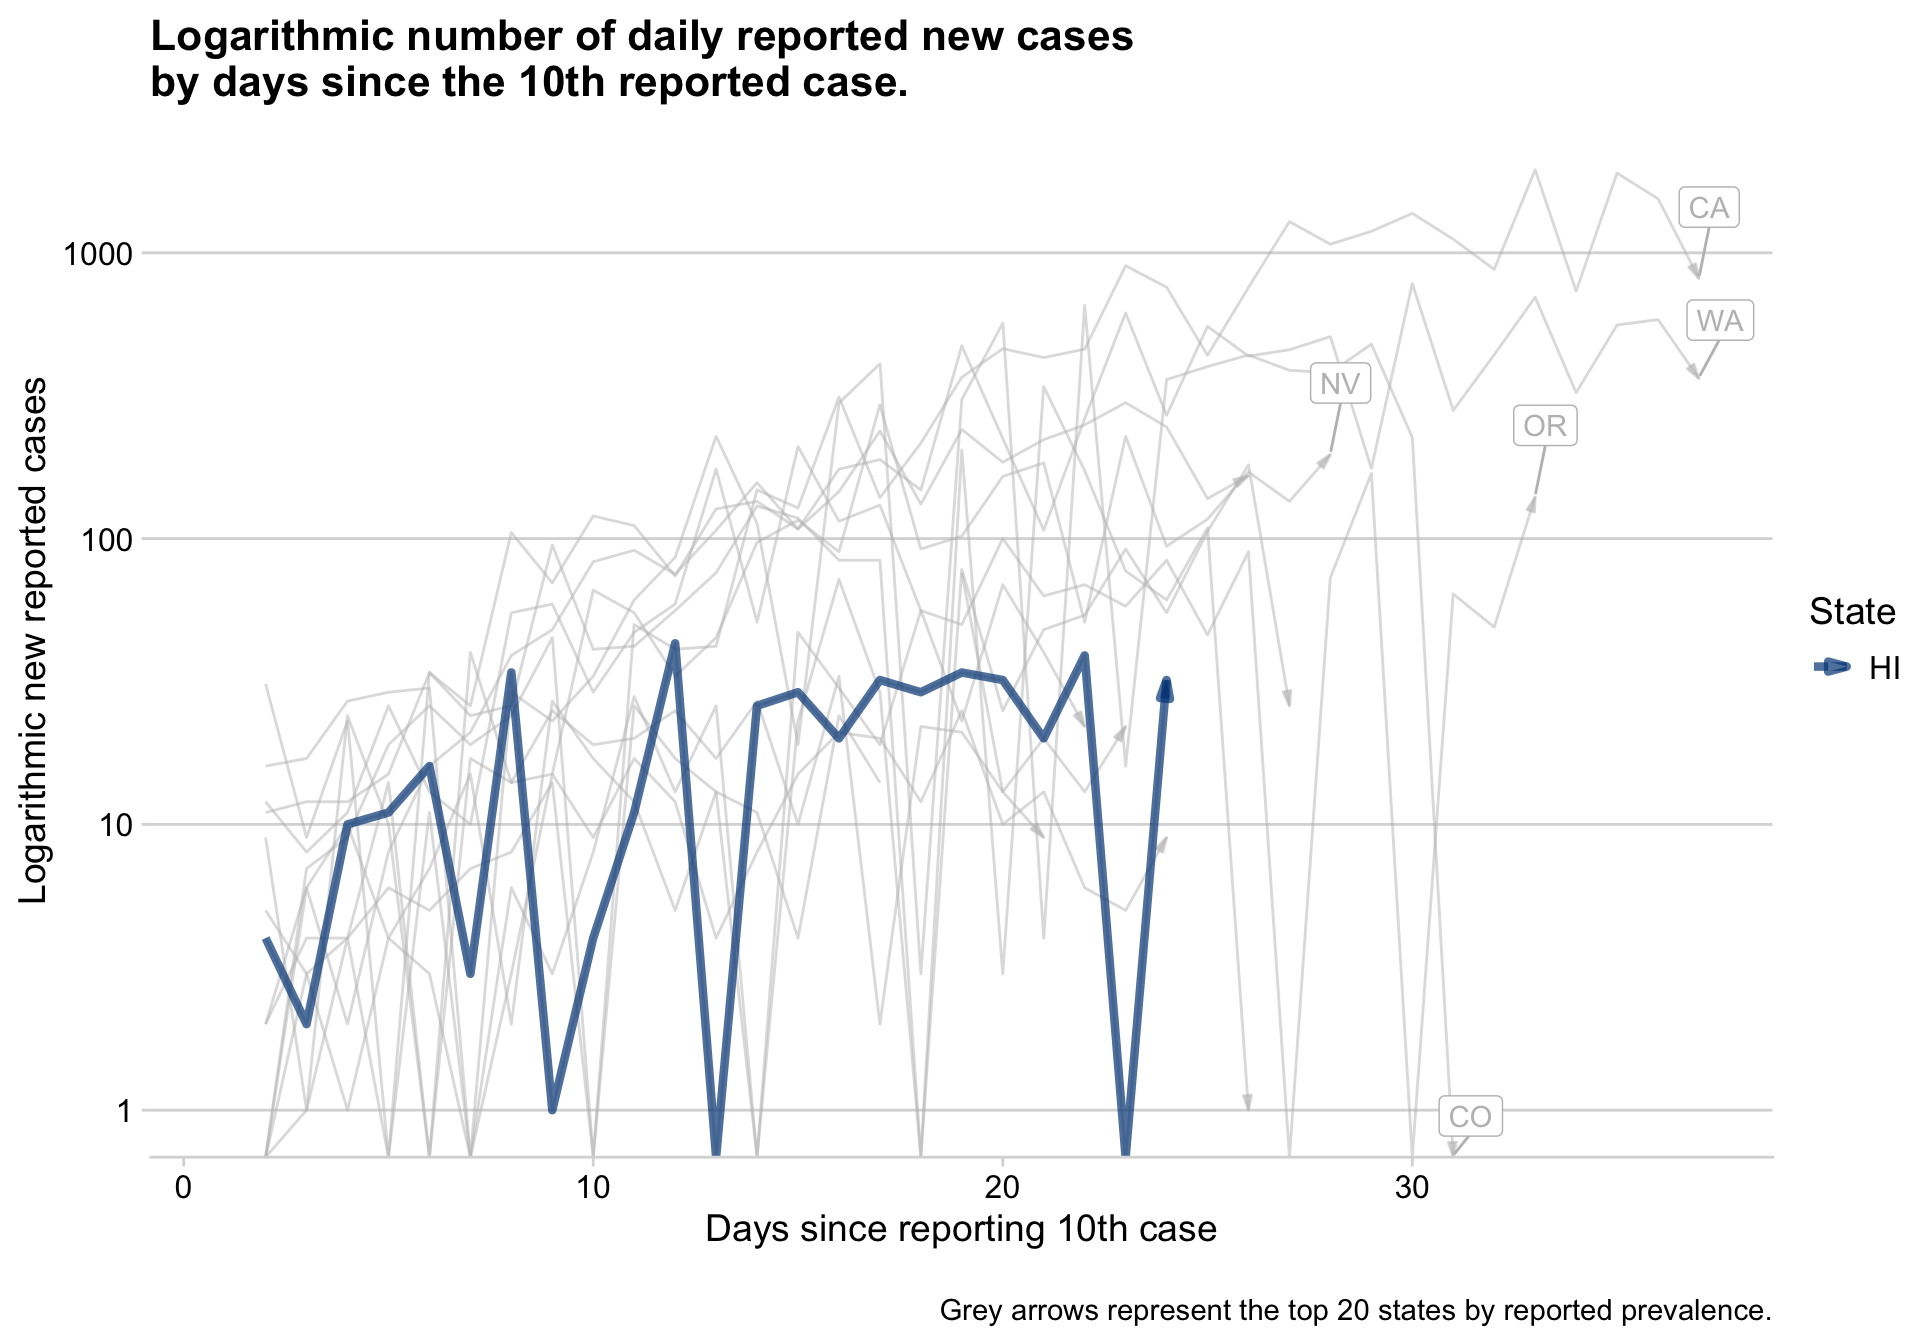 Logarithmic number of daily reported new cases
by days since the 10th reported case.
CA
1000
WA
NV
OR
100
Logarithmic new reported cases
State
HI
10
1
CO
0
10
20
30
Days since reporting 10th case
Grey arrows represent the top 20 states by reported prevalence.